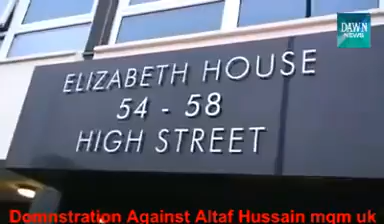 DAWN
NEWS
ELIZABETH HOUSE
54 - 58
HIGH STREET
Domnstration Against Altaf Hussain mqm uk